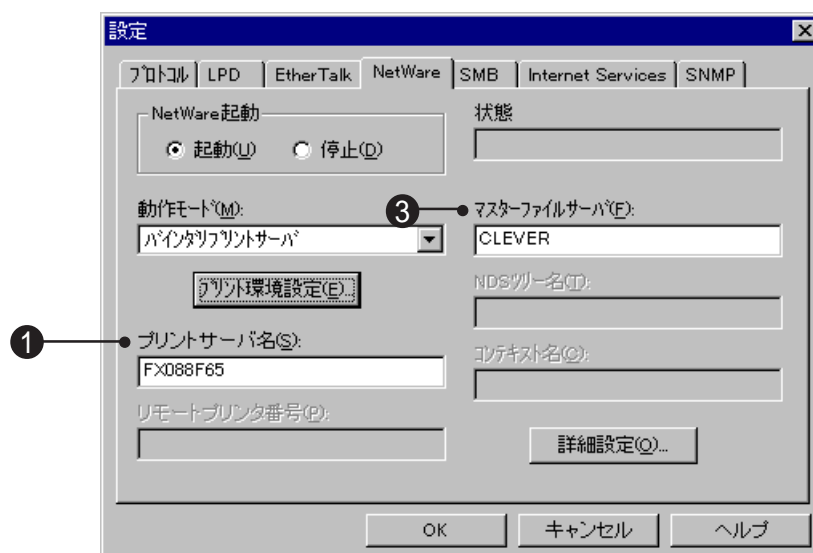 設定
プロトコル LPD EtherTalk NetWare SMB Internet Services SNMP
NetWare起動
起動(U) 停止(D)
状態
動作モード(M):
バインダリプリントサーバ
プリント環境設定(E)...
❶ プリントサーバ名(S):
FX088F65
リモートプリンタ番号(P):
❸ マスターファイルサーバ(F):
CLEVER
NDSツリー名(T):
コンテキスト名(C):
詳細設定(O)...
OK キャンセル ヘルプ